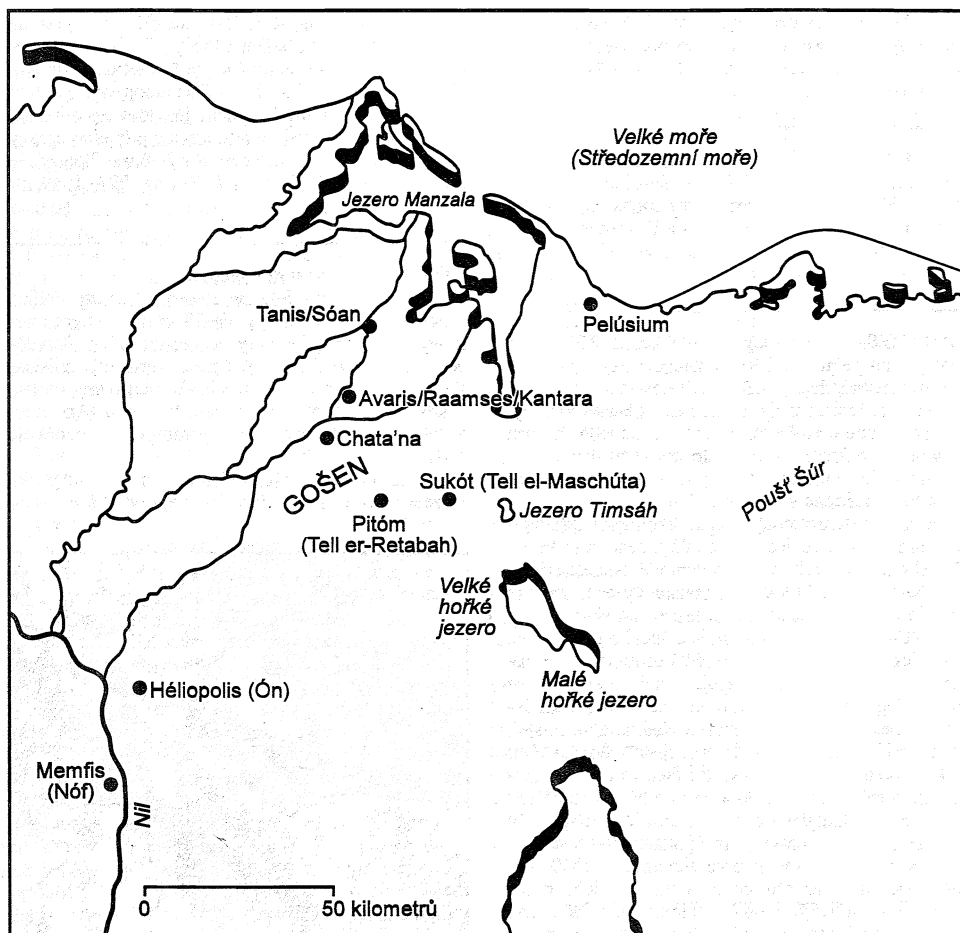 Velké moře
(Středozemní moře)
Jezero Manzala
Tanis/Sóan
Pelúsium
Avaris/Raamses/Kantara
Chata'na
GOŠEN
Sukót (Tell el-Maschúta)
Poušť Šúr
Jezero Timsáh
Pitóm
(Tell er-Retabah)
Velké
hořké
jezero
Malé
hořké jezero
Héliopolis (Ón)
Memfis
(Nóf)
Nil
0
50 kilometrů